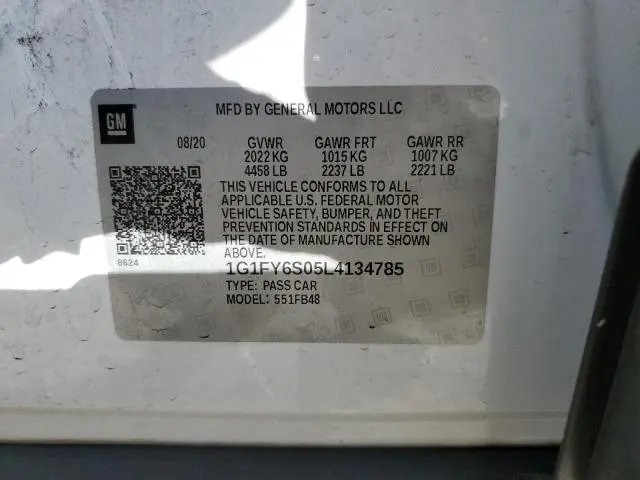 MFD BY GENERAL MOTORS LLC
GM
08/20 GVWR GAWR FRT GAWR RR
2022 KG 1015 KG 1007 KG
4458 LB 2237 LB 2221 LB
THIS VEHICLE CONFORMS TO ALL
APPLICABLE U.S. FEDERAL MOTOR
VEHICLE SAFETY, BUMPER, AND THEFT
PREVENTION STANDARDS IN EFFECT ON
THE DATE OF MANUFACTURE SHOWN
ABOVE.
8624
1G1FY6S05L4134785
TYPE: PASS CAR
MODEL: 551FB48